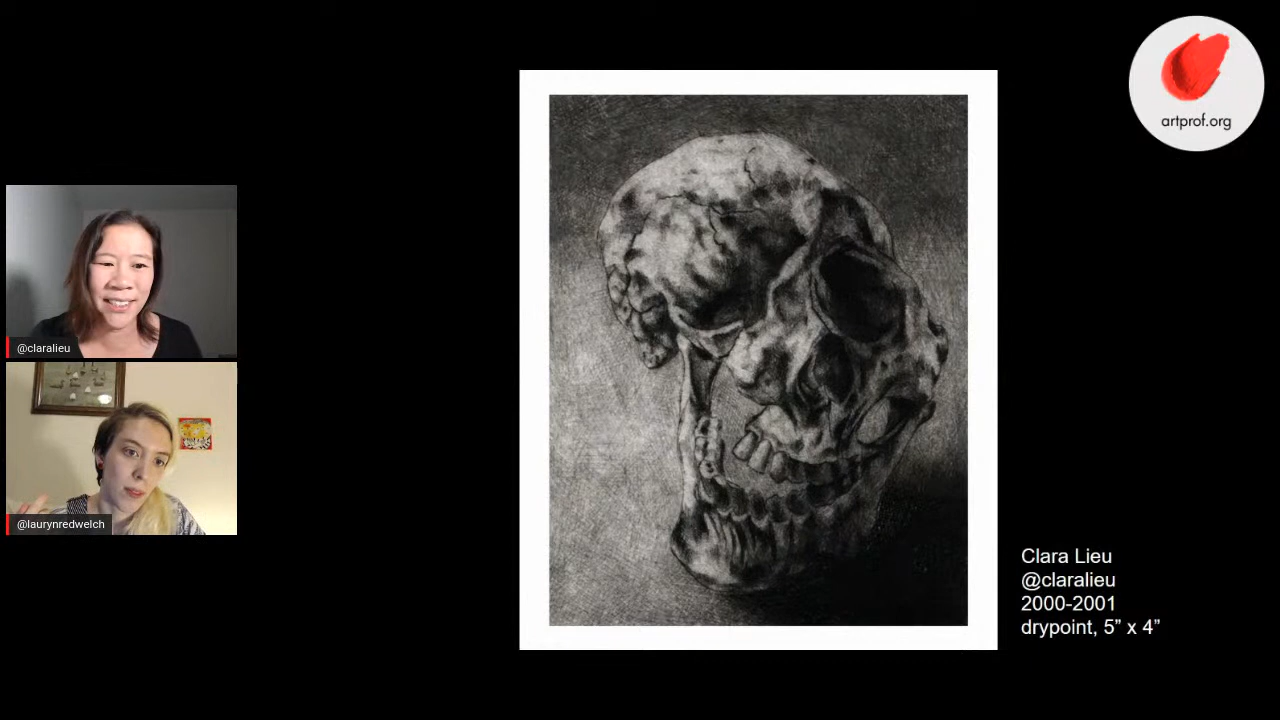 artprof.org
@claralieu
@laurynredwelch
Clara Lieu
@claralieu
2000-2001
drypoint, 5” x 4”